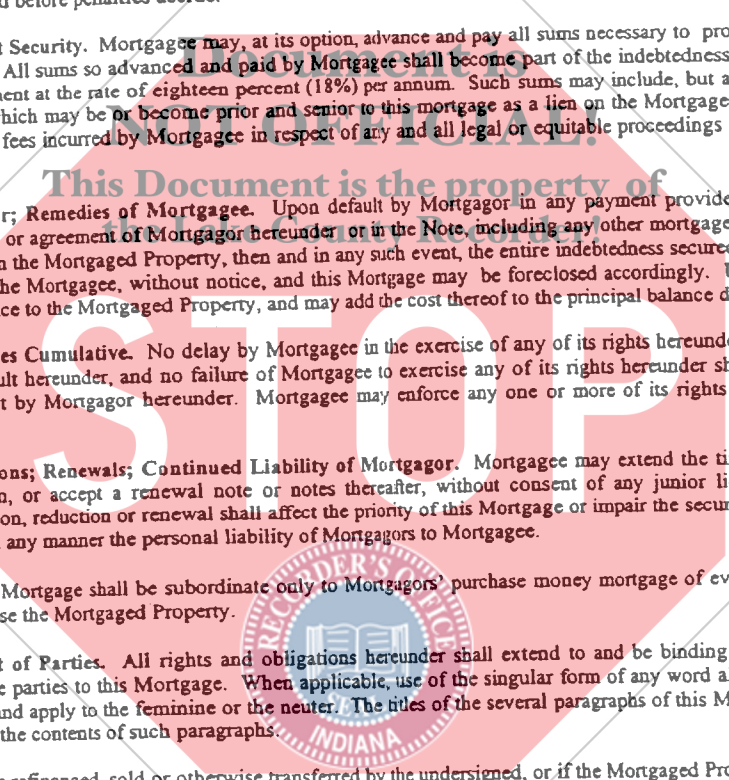 d before penalties accrue.
t Security. Mortgagee may, at its option, advance and pay all sums necessary to pro
All sums so advanced and paid by Mortgagee shall become part of the indebtedness
nent at the rate of eighteen percent (18%) per annum. Such sums may include, but a
which may be or become prior and senior to this mortgage as a lien on the Mortgage
fees incurred by Mortgagee in respect of any and all legal or equitable proceedings
Document is
NOT OFFICIAL!
This Document is the property of
the Lake County Recorder!
r; Remedies of Mortgagee. Upon default by Mortgagor in any payment provide
or agreement of Mortgagor hereunder or in the Note, including any other mortgage
n the Mortgaged Property, then and in any such event, the entire indebtedness secure
he Mortgagee, without notice, and this Mortgage may be foreclosed accordingly.
ce to the Mortgaged Property, and may add the cost thereof to the principal balance d
STOP
es Cumulative. No delay by Mortgagee in the exercise of any of its rights hereunde
ult hereunder, and no failure of Mortgagee to exercise any of its rights hereunder sh
t by Mortgagor hereunder. Mortgagee may enforce any one or more of its rights
ons; Renewals; Continued Liability of Mortgagor. Mortgagee may extend the ti
n, or accept a renewal note or notes thereafter, without consent of any junior li
on, reduction or renewal shall affect the priority of this Mortgage or impair the secur
any manner the personal liability of Mortgagors to Mortgagee.
Mortgage shall be subordinate only to Mortgagors' purchase money mortgage of ev
se the Mortgaged Property.
t of Parties. All rights and obligations hereunder shall extend to and be binding
e parties to this Mortgage. When applicable, use of the singular form of any word a
and apply to the feminine or the neuter. The titles of the several paragraphs of this M
the contents of such paragraphs.
RECORDER'S OFFICE
SEAL
INDIANA
refinanced, sold or otherwise transferred by the undersigned, or if the Mortgaged Pro